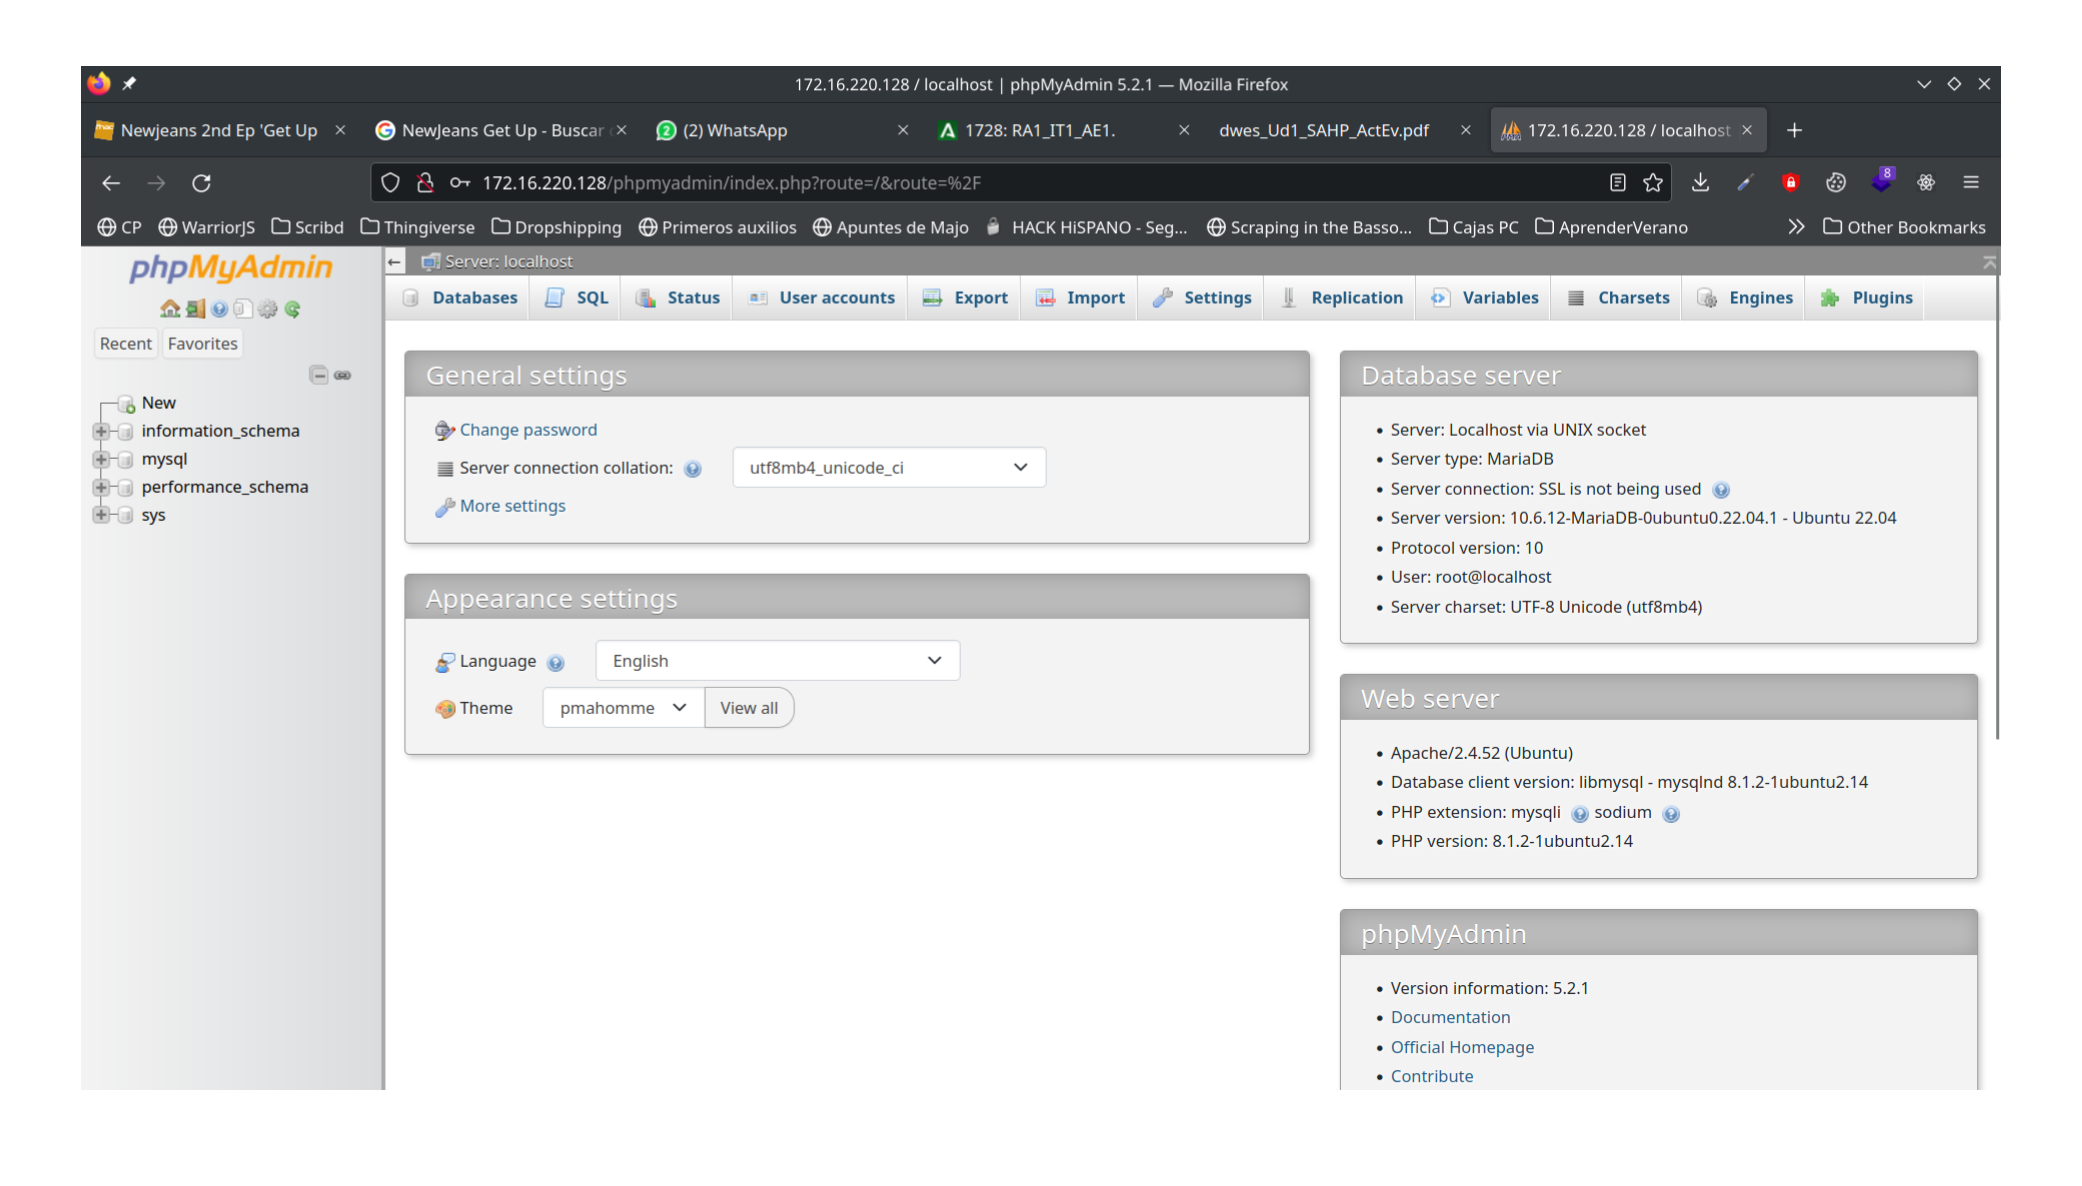 172.16.220.128 / localhost | phpMyAdmin 5.2.1 — Mozilla Firefox
Newjeans 2nd Ep 'Get Up
NewJeans Get Up - Buscar
(2) WhatsApp
1728: RA1_IT1_AE1.
dwes_Ud1_SAHP_ActEv.pdf
172.16.220.128 / localhost
172.16.220.128/phpmyadmin/index.php?route=/&route=%2F
8
CP WarriorJS Scribd Thingiverse Dropshipping Primeros auxilios Apuntes de Majo HACK HiSPANO - Seg... Scraping in the Basso... Cajas PC AprenderVerano Other Bookmarks
phpMyAdmin
Recent Favorites
New
information_schema
mysql
performance_schema
sys
Server: localhost
Databases SQL Status User accounts Export Import Settings Replication Variables Charsets Engines Plugins
General settings
Change password
Server connection collation: utf8mb4_unicode_ci
More settings
Appearance settings
Language English
Theme pmahomme View all
Database server
• Server: Localhost via UNIX socket
• Server type: MariaDB
• Server connection: SSL is not being used
• Server version: 10.6.12-MariaDB-0ubuntu0.22.04.1 - Ubuntu 22.04
• Protocol version: 10
• User: root@localhost
• Server charset: UTF-8 Unicode (utf8mb4)
Web server
• Apache/2.4.52 (Ubuntu)
• Database client version: libmysql - mysqlnd 8.1.2-1ubuntu2.14
• PHP extension: mysqli sodium
• PHP version: 8.1.2-1ubuntu2.14
phpMyAdmin
• Version information: 5.2.1
• Documentation
• Official Homepage
• Contribute